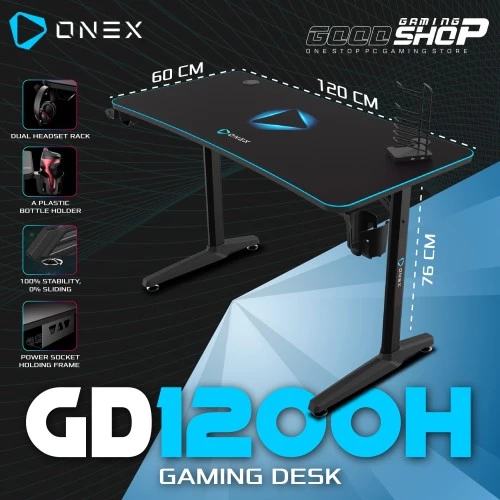 ONEX
GAMING
GOOD SHOP
ONE STOP PC GAMING STORE
60 CM
120 CM
DUAL HEADSET RACK
ONEX
A PLASTIC
BOTTLE HOLDER
76 CM
100% STABILITY,
0% SLIDING
ONEX
POWER SOCKET
HOLDING FRAME
GD1200H
GAMING DESK